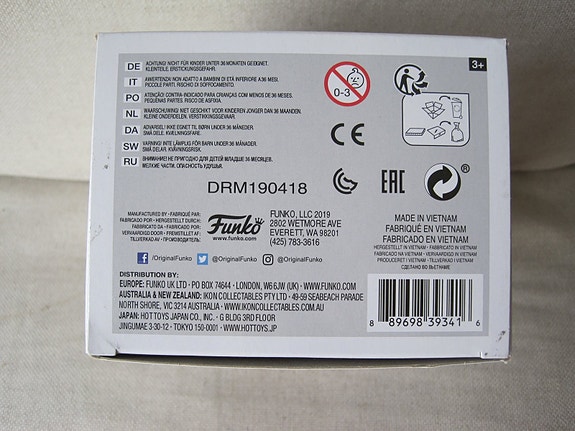 DE ACHTUNG! NICHT FÜR KINDER UNTER 36 MONATEN GEEIGNET.
KLEINTEILE. ERSTICKUNGSGEFAHR.
IT AVVERTENZA! NON ADATTO A BAMBINI DI ETÀ INFERIORE A 36 MESI.
PICCOLE PARTI. RISCHIO DI SOFFOCAMENTO.
PO ATENÇÃO! CONTRA-INDICADO PARA CRIANÇAS COM MENOS DE 36 MESES.
PEQUENAS PARTES. RISCO DE ASFIXIA.
NL WAARSCHUWING! NIET GESCHIKT VOOR KINDEREN JONGER DAN 36 MAANDEN.
KLEINE ONDERDELEN. VERSTIKKINGSGEVAAR.
DA ADVARSEL! IKKE EGNET TIL BØRN UNDER 36 MÅNEDER.
SMÅ DELE. KVÆLNINGSFARE.
SW VARNING! INTE LÄMPLIG FÖR BARN UNDER 36 MÅNADER.
SMÅ DELAR. KVÄVNINGSRISK.
RU ВНИМАНИЕ! НЕ ПРИГОДНО ДЛЯ ДЕТЕЙ МЛАДШЕ 36 МЕСЯЦЕВ.
МЕЛКИЕ ЧАСТИ. ОПАСНОСТЬ УДУШЬЯ.
0-3
3+
CE
EAC
®
DRM190418
MANUFACTURED BY · FABRIQUÉ PAR:
FABRICADO POR · HERGESTELLT DURCH:
FABRICATO DA · FABRICADO POR:
VERVAARDIGD DOOR · FREMSTILLET AF:
TILLVERKAD AV · ПРОИЗВОДИТЕЛЬ:
Funko
www.funko.com
FUNKO, LLC 2019
2802 WETMORE AVE
EVERETT, WA 98201
(425) 783-3616
/OriginalFunko @OriginalFunko @OriginalFunko
MADE IN VIETNAM
FABRIQUÉ EN VIETNAM
FABRICADO EN VIETNAM
HERGESTELLT IN VIETNAM · FABBRICATO IN VIETNAM
FABRICADO NO VIETNAM · VERVAARDIGD IN VIETNAM
PRODUCERET I VIETNAM · TILLVERKAD I VIETNAM
СДЕЛАНО ВО ВЬЕТНАМЕ
DISTRIBUTION BY:
EUROPE: FUNKO UK LTD · PO BOX 74644 · LONDON, W6 6JW (UK) · WWW.FUNKO.COM
AUSTRALIA & NEW ZEALAND: IKON COLLECTABLES PTY LTD · 49-59 SEABEACH PARADE
NORTH SHORE, VIC 3214 AUSTRALIA · WWW.IKONCOLLECTABLES.COM.AU
JAPAN: HOT TOYS JAPAN CO., INC. · G BLDG 3RD FLOOR
JINGUMAE 3-30-12 · TOKYO 150-0001 · WWW.HOTTOYS.JP
8 89698 39341 6